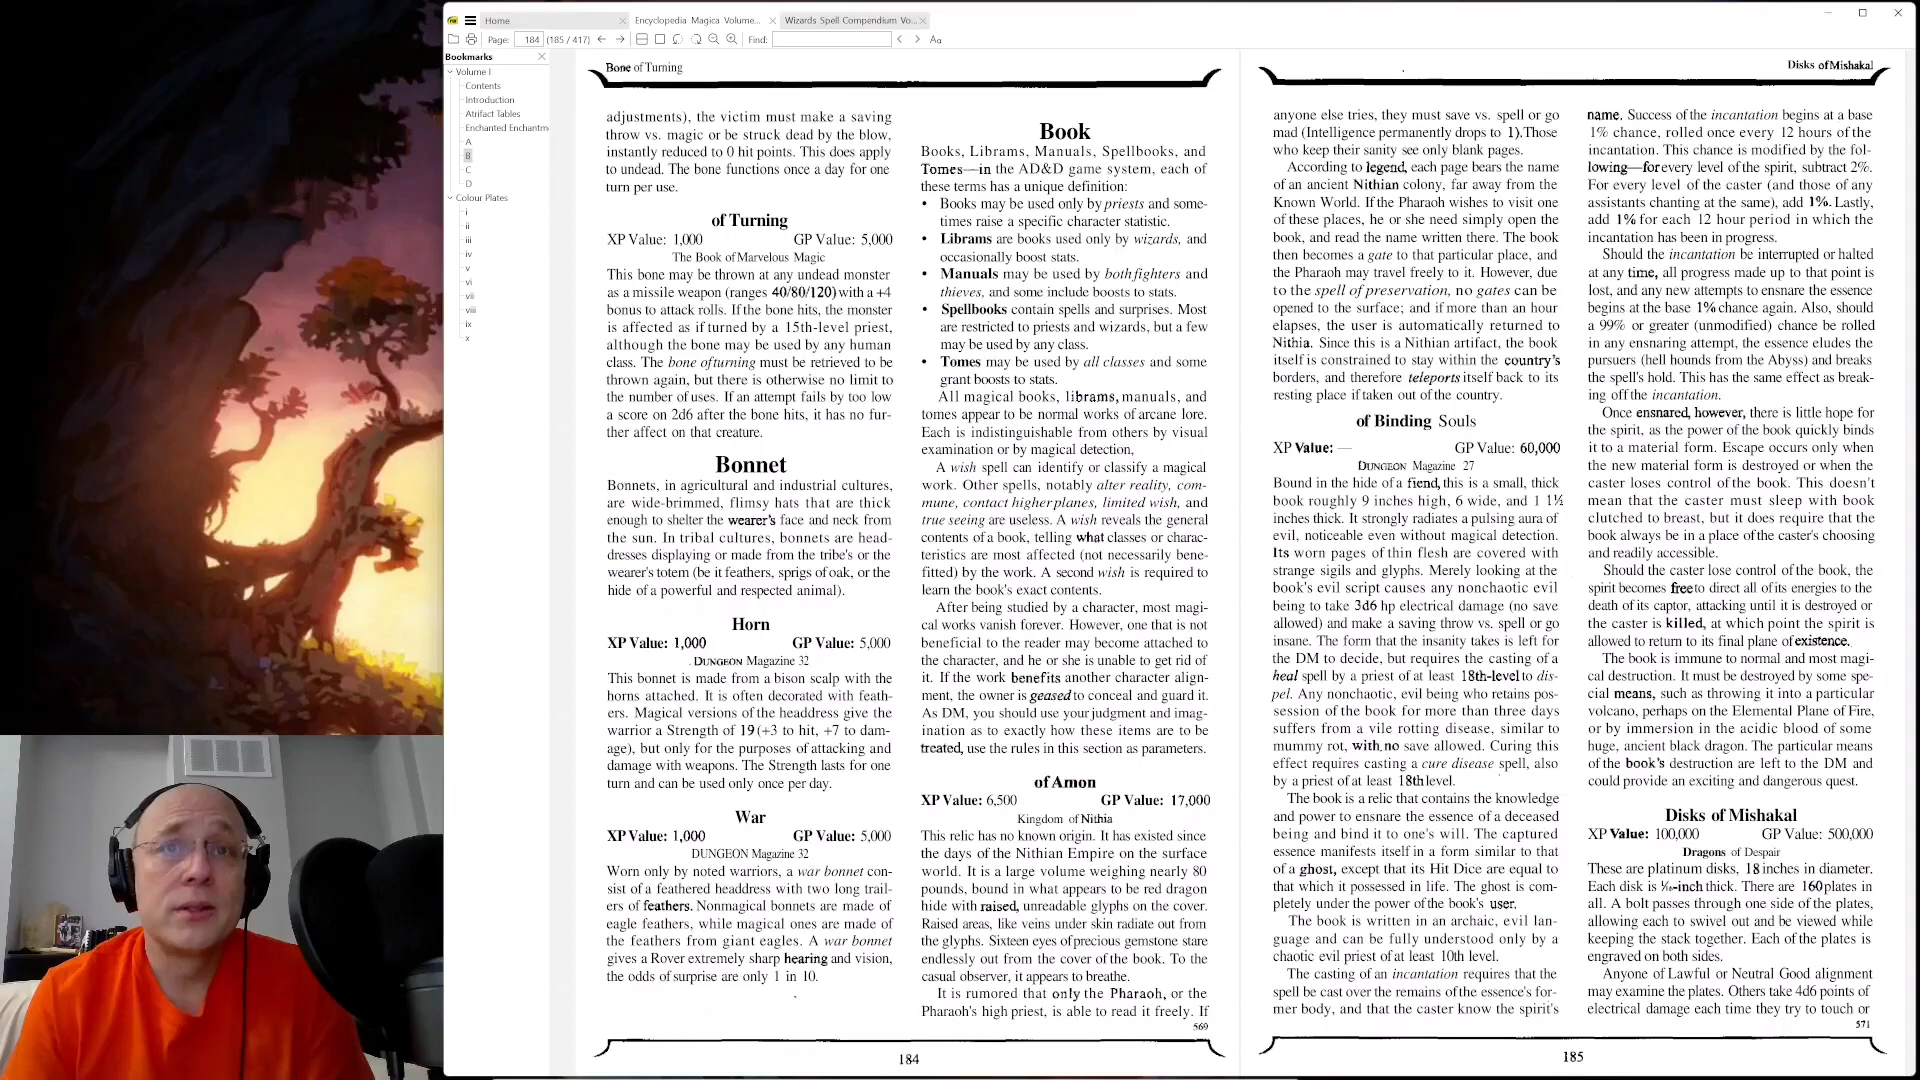 Home
Encyclopedia Magica Volume...
Wizards Spell Compendium Vo...
Page: 184 (185 / 417)
Find:
Aa
Bookmarks
Volume I
Contents
Introduction
Atrifact Tables
Enchanted Enchantm
A
B
C
D
Colour Plates
i
ii
iii
iv
v
vi
vii
viii
ix
x
Bone of Turning
adjustments), the victim must make a saving
throw vs. magic or be struck dead by the blow,
instantly reduced to 0 hit points. This does apply
to undead. The bone functions once a day for one
turn per use.
of Turning
XP Value: 1,000 GP Value: 5,000
The Book of Marvelous Magic
This bone may be thrown at any undead monster
as a missile weapon (ranges 40/80/120) with a +4
bonus to attack rolls. If the bone hits, the monster
is affected as if turned by a 15th-level priest,
although the bone may be used by any human
class. The bone of turning must be retrieved to be
thrown again, but there is otherwise no limit to
the number of uses. If an attempt fails by too low
a score on 2d6 after the bone hits, it has no fur-
ther affect on that creature.
Bonnet
Bonnets, in agricultural and industrial cultures,
are wide-brimmed, flimsy hats that are thick
enough to shelter the wearer's face and neck from
the sun. In tribal cultures, bonnets are head-
dresses displaying or made from the tribe's or the
wearer's totem (be it feathers, sprigs of oak, or the
hide of a powerful and respected animal).
Horn
XP Value: 1,000 GP Value: 5,000
DUNGEON Magazine 32
This bonnet is made from a bison scalp with the
horns attached. It is often decorated with feath-
ers. Magical versions of the headdress give the
warrior a Strength of 19 (+3 to hit, +7 to dam-
age), but only for the purposes of attacking and
damage with weapons. The Strength lasts for one
turn and can be used only once per day.
War
XP Value: 1,000 GP Value: 5,000
DUNGEON Magazine 32
Worn only by noted warriors, a war bonnet con-
sist of a feathered headdress with two long trail-
ers of feathers. Nonmagical bonnets are made of
eagle feathers, while magical ones are made of
the feathers from giant eagles. A war bonnet
gives a Rover extremely sharp hearing and vision,
the odds of surprise are only 1 in 10.
Book
Books, Librams, Manuals, Spellbooks, and
Tomes—in the AD&D game system, each of
these terms has a unique definition:
• Books may be used only by priests and some-
times raise a specific character statistic.
• Librams are books used only by wizards, and
occasionally boost stats.
• Manuals may be used by both fighters and
thieves, and some include boosts to stats.
• Spellbooks contain spells and surprises. Most
are restricted to priests and wizards, but a few
may be used by any class.
• Tomes may be used by all classes and some
grant boosts to stats.
All magical books, librams, manuals, and
tomes appear to be normal works of arcane lore.
Each is indistinguishable from others by visual
examination or by magical detection,
A wish spell can identify or classify a magical
work. Other spells, notably alter reality, com-
mune, contact higher planes, limited wish, and
true seeing are useless. A wish reveals the general
contents of a book, telling what classes or charac-
teristics are most affected (not necessarily bene-
fitted) by the work. A second wish is required to
learn the book's exact contents.
After being studied by a character, most magi-
cal works vanish forever. However, one that is not
beneficial to the reader may become attached to
the character, and he or she is unable to get rid of
it. If the work benefits another character align-
ment, the owner is geased to conceal and guard it.
As DM, you should use your judgment and imag-
ination as to exactly how these items are to be
treated, use the rules in this section as parameters.
of Amon
XP Value: 6,500 GP Value: 17,000
Kingdom of Nithia
This relic has no known origin. It has existed since
the days of the Nithian Empire on the surface
world. It is a large volume weighing nearly 80
pounds, bound in what appears to be red dragon
hide with raised, unreadable glyphs on the cover.
Raised areas, like veins under skin radiate out from
the glyphs. Sixteen eyes of precious gemstone stare
endlessly out from the cover of the book. To the
casual observer, it appears to breathe.
It is rumored that only the Pharaoh, or the
Pharaoh's high priest, is able to read it freely. If
569
184
Disks of Mishakal
anyone else tries, they must save vs. spell or go
mad (Intelligence permanently drops to 1). Those
who keep their sanity see only blank pages.
According to legend, each page bears the name
of an ancient Nithian colony, far away from the
Known World. If the Pharaoh wishes to visit one
of these places, he or she need simply open the
book, and read the name written there. The book
then becomes a gate to that particular place, and
the Pharaoh may travel freely to it. However, due
to the spell of preservation, no gates can be
opened to the surface; and if more than an hour
elapses, the user is automatically returned to
Nithia. Since this is a Nithian artifact, the book
itself is constrained to stay within the country's
borders, and therefore teleports itself back to its
resting place if taken out of the country.
of Binding Souls
XP Value: — GP Value: 60,000
DUNGEON Magazine 27
Bound in the hide of a fiend, this is a small, thick
book roughly 9 inches high, 6 wide, and 1 1½
inches thick. It strongly radiates a pulsing aura of
evil, noticeable even without magical detection.
Its worn pages of thin flesh are covered with
strange sigils and glyphs. Merely looking at the
book's evil script causes any nonchaotic evil
being to take 3d6 hp electrical damage (no save
allowed) and make a saving throw vs. spell or go
insane. The form that the insanity takes is left for
the DM to decide, but requires the casting of a
heal spell by a priest of at least 18th-level to dis-
pel. Any nonchaotic, evil being who retains pos-
session of the book for more than three days
suffers from a vile rotting disease, similar to
mummy rot, with no save allowed. Curing this
effect requires casting a cure disease spell, also
by a priest of at least 18th level.
The book is a relic that contains the knowledge
and power to ensnare the essence of a deceased
being and bind it to one's will. The captured
essence manifests itself in a form similar to that
of a ghost, except that its Hit Dice are equal to
that which it possessed in life. The ghost is com-
pletely under the power of the book's user.
The book is written in an archaic, evil lan-
guage and can be fully understood only by a
chaotic evil priest of at least 10th level.
The casting of an incantation requires that the
spell be cast over the remains of the essence's for-
mer body, and that the caster know the spirit's
name. Success of the incantation begins at a base
1% chance, rolled once every 12 hours of the
incantation. This chance is modified by the fol-
lowing—for every level of the spirit, subtract 2%.
For every level of the caster (and those of any
assistants chanting at the same), add 1%. Lastly,
add 1% for each 12 hour period in which the
incantation has been in progress.
Should the incantation be interrupted or halted
at any time, all progress made up to that point is
lost, and any new attempts to ensnare the essence
begins at the base 1% chance again. Also, should
a 99% or greater (unmodified) chance be rolled
in any ensnaring attempt, the essence eludes the
pursuers (hell hounds from the Abyss) and breaks
the spell's hold. This has the same effect as break-
ing off the incantation.
Once ensnared, however, there is little hope for
the spirit, as the power of the book quickly binds
it to a material form. Escape occurs only when
the new material form is destroyed or when the
caster loses control of the book. This doesn't
mean that the caster must sleep with book
clutched to breast, but it does require that the
book always be in a place of the caster's choosing
and readily accessible.
Should the caster lose control of the book, the
spirit becomes free to direct all of its energies to the
death of its captor, attacking until it is destroyed or
the caster is killed, at which point the spirit is
allowed to return to its final plane of existence.
The book is immune to normal and most magi-
cal destruction. It must be destroyed by some spe-
cial means, such as throwing it into a particular
volcano, perhaps on the Elemental Plane of Fire,
or by immersion in the acidic blood of some
huge, ancient black dragon. The particular means
of the book's destruction are left to the DM and
could provide an exciting and dangerous quest.
Disks of Mishakal
XP Value: 100,000 GP Value: 500,000
Dragons of Despair
These are platinum disks, 18 inches in diameter.
Each disk is -inch thick. There are 160 plates in
all. A bolt passes through one side of the plates,
allowing each to swivel out and be viewed while
keeping the stack together. Each of the plates is
engraved on both sides.
Anyone of Lawful or Neutral Good alignment
may examine the plates. Others take 4d6 points of
electrical damage each time they try to touch or
571
185